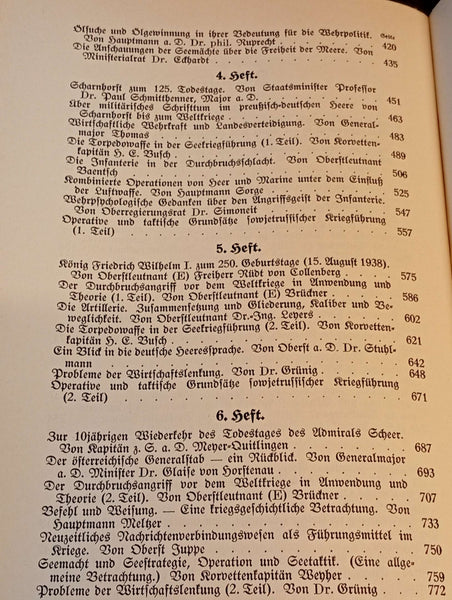 Ölsuche und Ölgewinnung in ihrer Bedeutung für die Wehrpolitik. Seite
Von Hauptmann a. D. Dr. phil. Ruprecht . . . . . 420
Die Anschauungen der Seemächte über die Freiheit der Meere. Von
Ministerialrat Dr. Eckhardt . . . . . 435
4. Heft.
Scharnhorst zum 125. Todestage. Von Staatsminister Professor
Dr. Paul Schmitthenner, Major a. D. . . . . . 451
Über militärisches Schrifttum im preußisch-deutschen Heere von
Scharnhorst bis zum Weltkriege . . . . . 463
Wirtschaftliche Wehrkraft und Landesverteidigung. Von General-
major Thomas . . . . . 483
Die Torpedowaffe in der Seekriegführung (1. Teil). Von Korvetten-
kapitän H. E. Busch . . . . . 489
Die Infanterie in der Durchbruchsschlacht. Von Oberstleutnant
Baentsch . . . . . 506
Kombinierte Operationen von Heer und Marine unter dem Einfluß
der Luftwaffe. Von Hauptmann Sorge . . . . . 525
Wehrpsychologische Gedanken über den Angriffsgeist der Infanterie.
Von Oberregierungsrat Dr. Simoneit . . . . . 547
Operative und taktische Grundsätze sowjetrussischer Kriegführung
(1. Teil) . . . . . 557
5. Heft.
König Friedrich Wilhelm I. zum 250. Geburtstage (15. August 1938).
Von Oberstleutnant (E) Freiherr Rüdt von Collenberg . . . 575
Der Durchbruchsangriff vor dem Weltkriege in Anwendung und
Theorie (1. Teil). Von Oberstleutnant (E) Brückner . . . 586
Die Artillerie. Zusammensetzung und Gliederung, Kaliber und Be-
weglichkeit. Von Oberstleutnant Dr.-Ing. Leyers . . . 602
Die Torpedowaffe in der Seekriegführung (2. Teil). Von Korvetten-
kapitän H. E. Busch . . . . . 621
Ein Blick in die deutsche Heeressprache. Von Oberst a. D. Dr. Stuhl-
mann . . . . . 642
Probleme der Wirtschaftslenkung. Von Dr. Grünig . . . 648
Operative und taktische Grundsätze sowjetrussischer Kriegführung
(2. Teil) . . . . . 671
6. Heft.
Zur 10jährigen Wiederkehr des Todestages des Admirals Scheer.
Von Kapitän z. S. a. D. Meyer-Quittlingen . . . . . 687
Der österreichische Generalstab — ein Rückblick. Von Generalmajor
a. D. Minister Dr. Glaise von Horstenau . . . . . 693
Der Durchbruchsangriff vor dem Weltkriege in Anwendung und
Theorie (2. Teil). Von Oberstleutnant (E) Brückner . . . 707
Befehl und Weisung. — Eine kriegsgeschichtliche Betrachtung. Von
Hauptmann Meltzer . . . . . 733
Neuzeitliches Nachrichtenverbindungswesen als Führungsmittel im
Kriege. Von Oberst Juppe . . . . . 750
Seemacht und Seestrategie, Operation und Seetaktik. (Eine allge-
meine Betrachtung.) Von Korvettenkapitän Weyher . . . 759
Probleme der Wirtschaftslenkung (2. Teil). Von Dr. Grünig . . 772